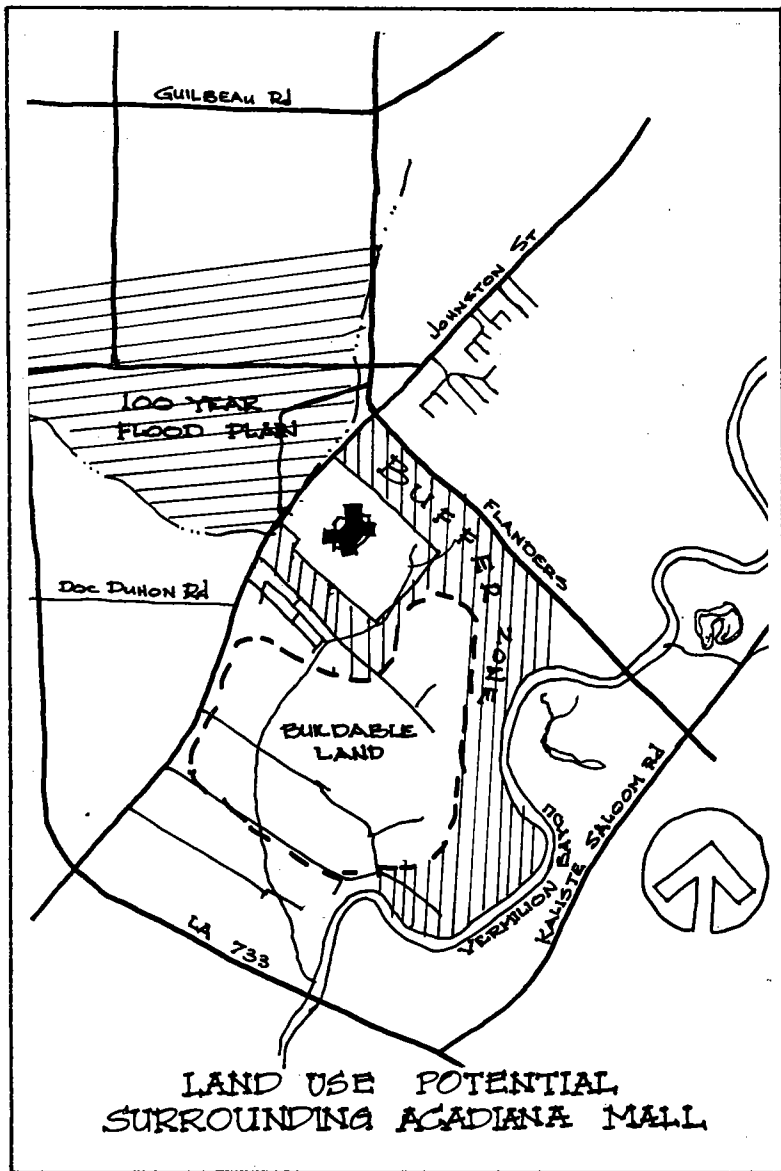 GUILBEAU Rd
JOHNSTON ST
100 YEAR
FLOOD PLAIN
BUFFER ZONE
FLANDERS
DOC DUHON Rd
BUILDABLE
LAND
VERMILION BAYOU
KALISTE SALOOM Rd
LA 733
LAND USE POTENTIAL
SURROUNDING ACADIANA MALL